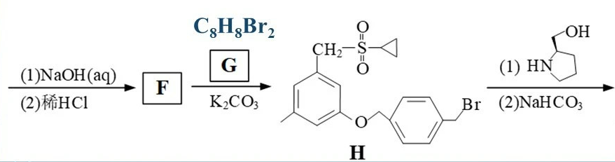 C₈H₈Br₂
(1)NaOH(aq)
(2)稀HCl
F
G
K₂CO₃
O
CH₂
S
O
O
Br
H
OH
(1) HN
(2)NaHCO₃